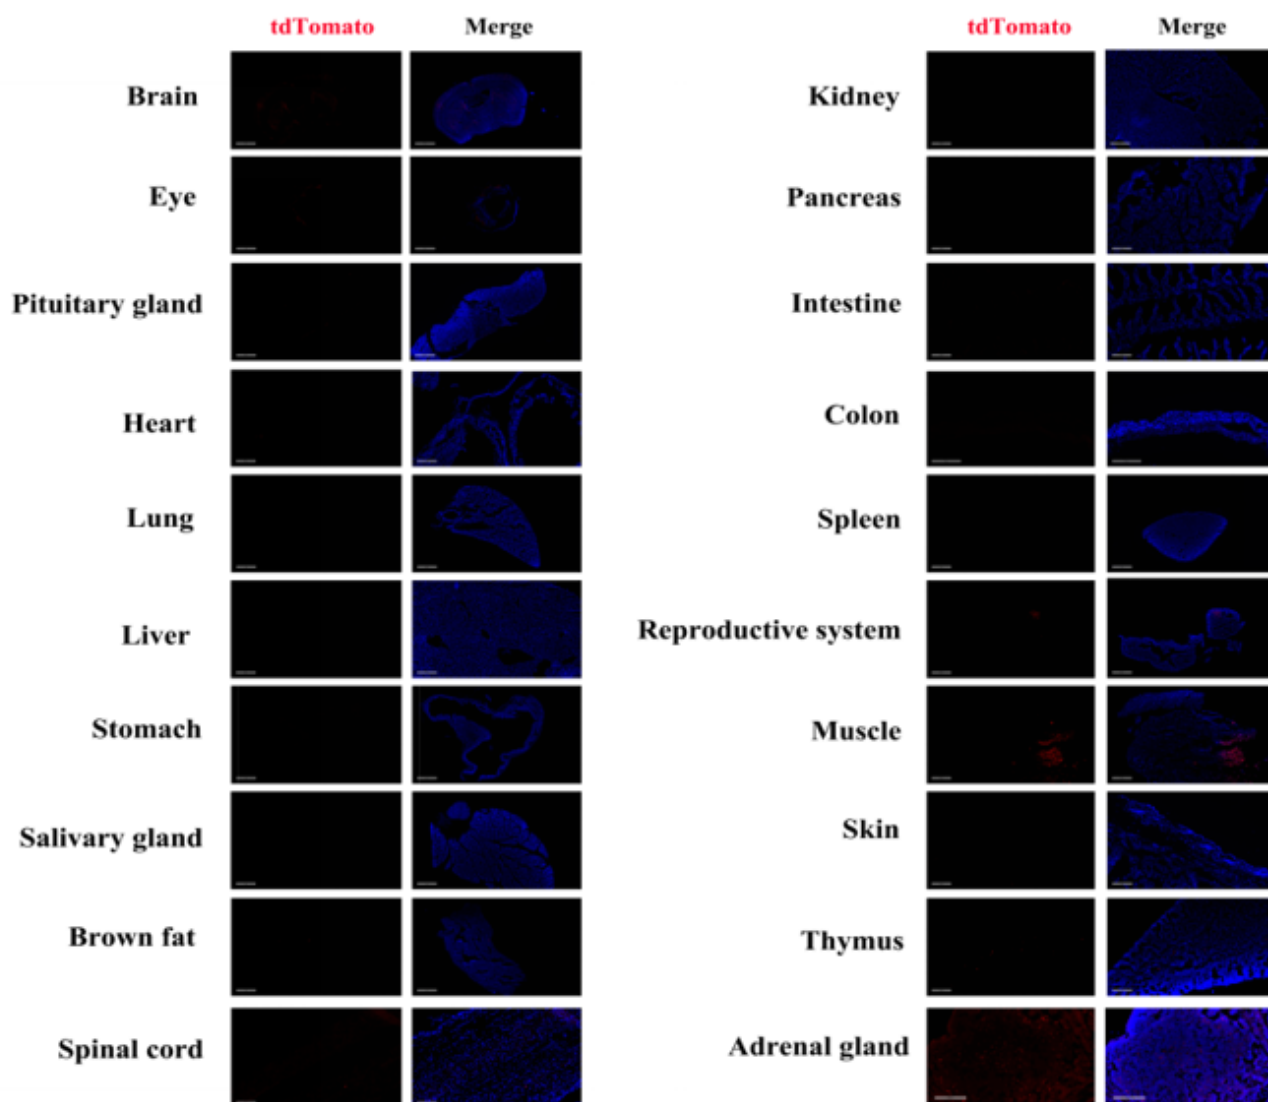 tdTomato Merge tdTomato Merge
Brain Kidney
Eye Pancreas
Pituitary gland Intestine
Heart Colon
Lung Spleen
Liver Reproductive system
Stomach Muscle
Salivary gland Skin
Brown fat Thymus
Spinal cord Adrenal gland